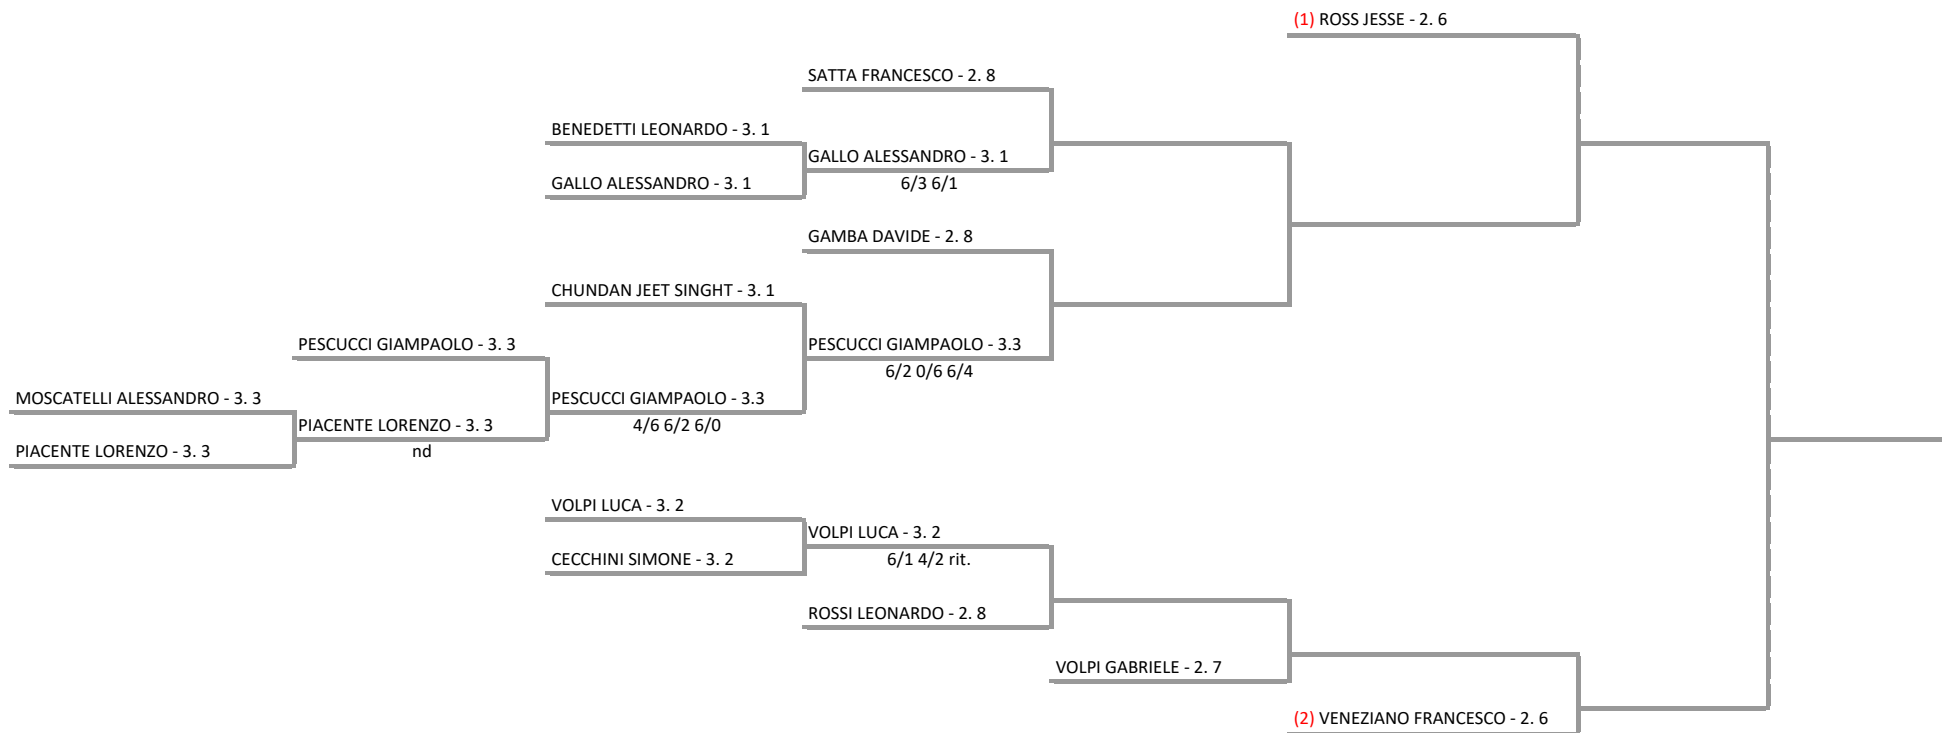 (1) ROSS JESSE - 2. 6
SATTA FRANCESCO - 2. 8
BENEDETTI LEONARDO - 3. 1
GALLO ALESSANDRO - 3. 1
6/3 6/1
GALLO ALESSANDRO - 3. 1
GAMBA DAVIDE - 2. 8
CHUNDAN JEET SINGHT - 3. 1
PESCUCCI GIAMPAOLO - 3. 3
PESCUCCI GIAMPAOLO - 3.3
6/2 0/6 6/4
MOSCATELLI ALESSANDRO - 3. 3
PESCUCCI GIAMPAOLO - 3.3
4/6 6/2 6/0
PIACENTE LORENZO - 3. 3
nd
PIACENTE LORENZO - 3. 3
VOLPI LUCA - 3. 2
VOLPI LUCA - 3. 2
6/1 4/2 rit.
CECCHINI SIMONE - 3. 2
ROSSI LEONARDO - 2. 8
VOLPI GABRIELE - 2. 7
(2) VENEZIANO FRANCESCO - 2. 6